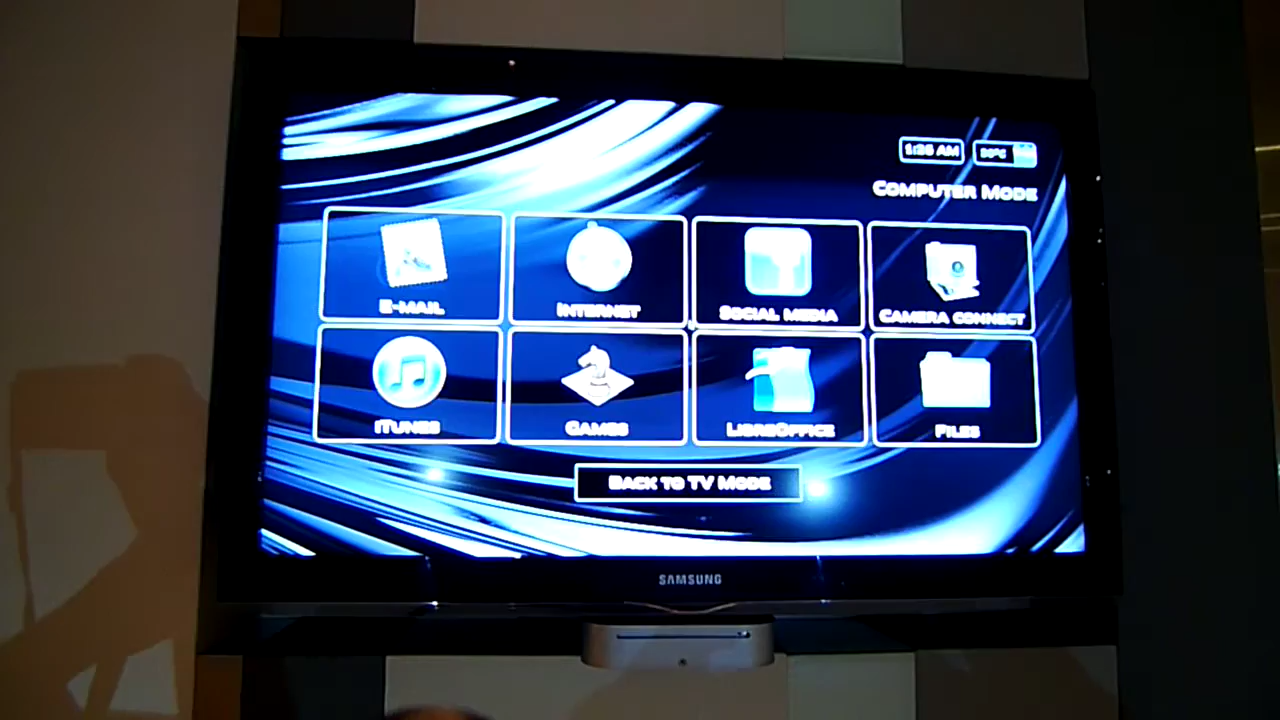 COMPUTER MODE
E-MAIL
INTERNET
SOCIAL MEDIA
CAMERA CONNECT
ITUNES
GAMES
LIBREOFFICE
FILES
BACK TO TV MODE
SAMSUNG